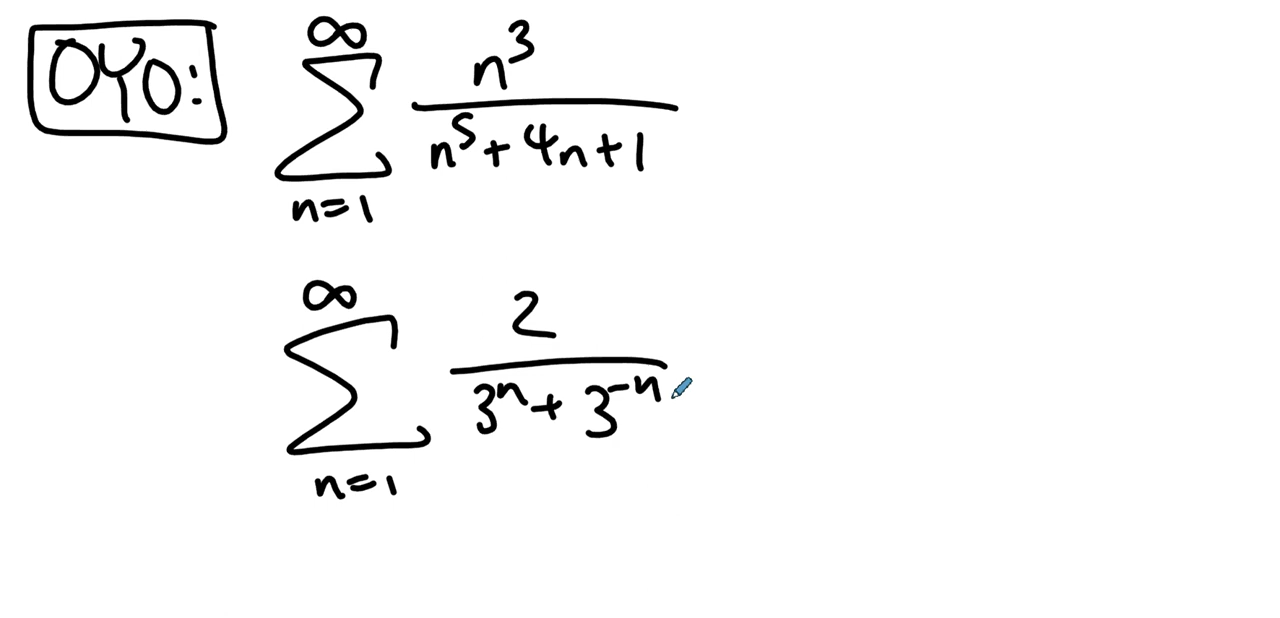 OYO: ∞ ∑ n=1 n³/(n⁵+4n+1)
∞ ∑ n=1 2/(3ⁿ+3⁻ⁿ)